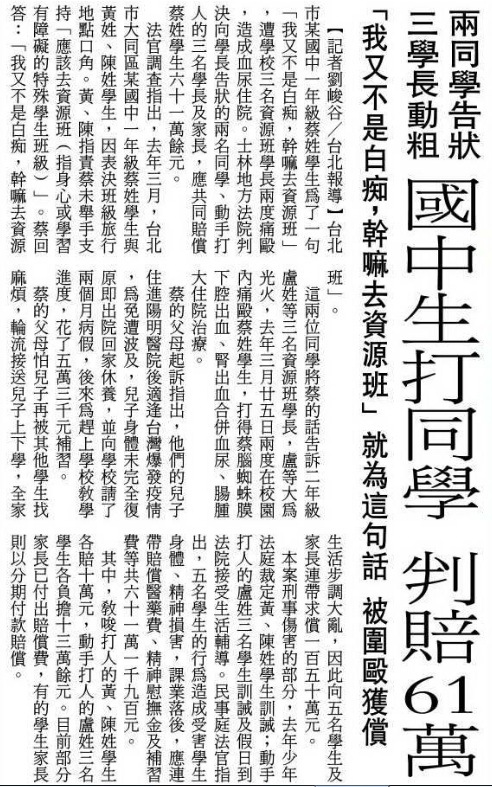 兩同學告狀
三學長動粗
國中生打同學 判賠61萬
「我又不是白痴，幹嘛去資源班」就為這句話 被圍毆獲償
【記者劉峻谷／台北報導】台北
市某國中一年級蔡姓學生爲了一句
「我又不是白痴，幹嘛去資源班」
，遭學校三名資源班學長兩度痛毆
，造成血尿住院。士林地方法院判
決向學長告狀的兩名同學、動手打
人的三名學長及家長，應共同賠償
蔡姓學生六十一萬餘元。
法官調查指出，去年三月，台北
市大同區某國中一年級蔡姓學生與
黃姓、陳姓學生，因表決班級旅行
地點口角。黃、陳指責蔡未舉手支
持「應該去資源班（指身心或學習
有障礙的特殊學生班級）」。蔡回
答：「我又不是白痴，幹嘛去資源
班」。
這兩位同學將蔡的話告訴二年級
盧姓等三名資源班學長，盧等大爲
光火，去年三月廿五日兩度在校園
內痛毆蔡姓學生，打得蔡腦蜘蛛膜
下腔出血、腎出血合併血尿、腸腫
大住院治療。
蔡的父母起訴指出，他們的兒子
住進陽明醫院後適逢台灣爆發疫情
，爲免遭波及，兒子身體未完全復
原即出院回家休養，並向學校請了
兩個月病假，後來爲趕上學校教學
進度，花了五萬三千元補習。
蔡的父母怕兒子再被其他學生找
麻煩，輪流接送兒子上下學，全家
生活步調大亂，因此向五名學生及
家長連帶求償一百五十萬元。
本案刑事傷害的部分，去年少年
法庭裁定黃、陳姓學生訓誡；動手
打人的盧姓三名學生訓誡及假日到
法院接受生活輔導。民事庭法官指
出，五名學生的行爲造成受害學生
身體、精神損害，課業落後，應連
帶賠償醫藥費、精神慰撫金及補習
費等共六十一萬一千九百元。
其中，教唆打人的黃、陳姓學生
各賠十萬元，動手打人的盧姓三名
學生各負擔十三萬餘元。目前部分
家長已付出賠償費，有的學生家長
則以分期付款賠償。